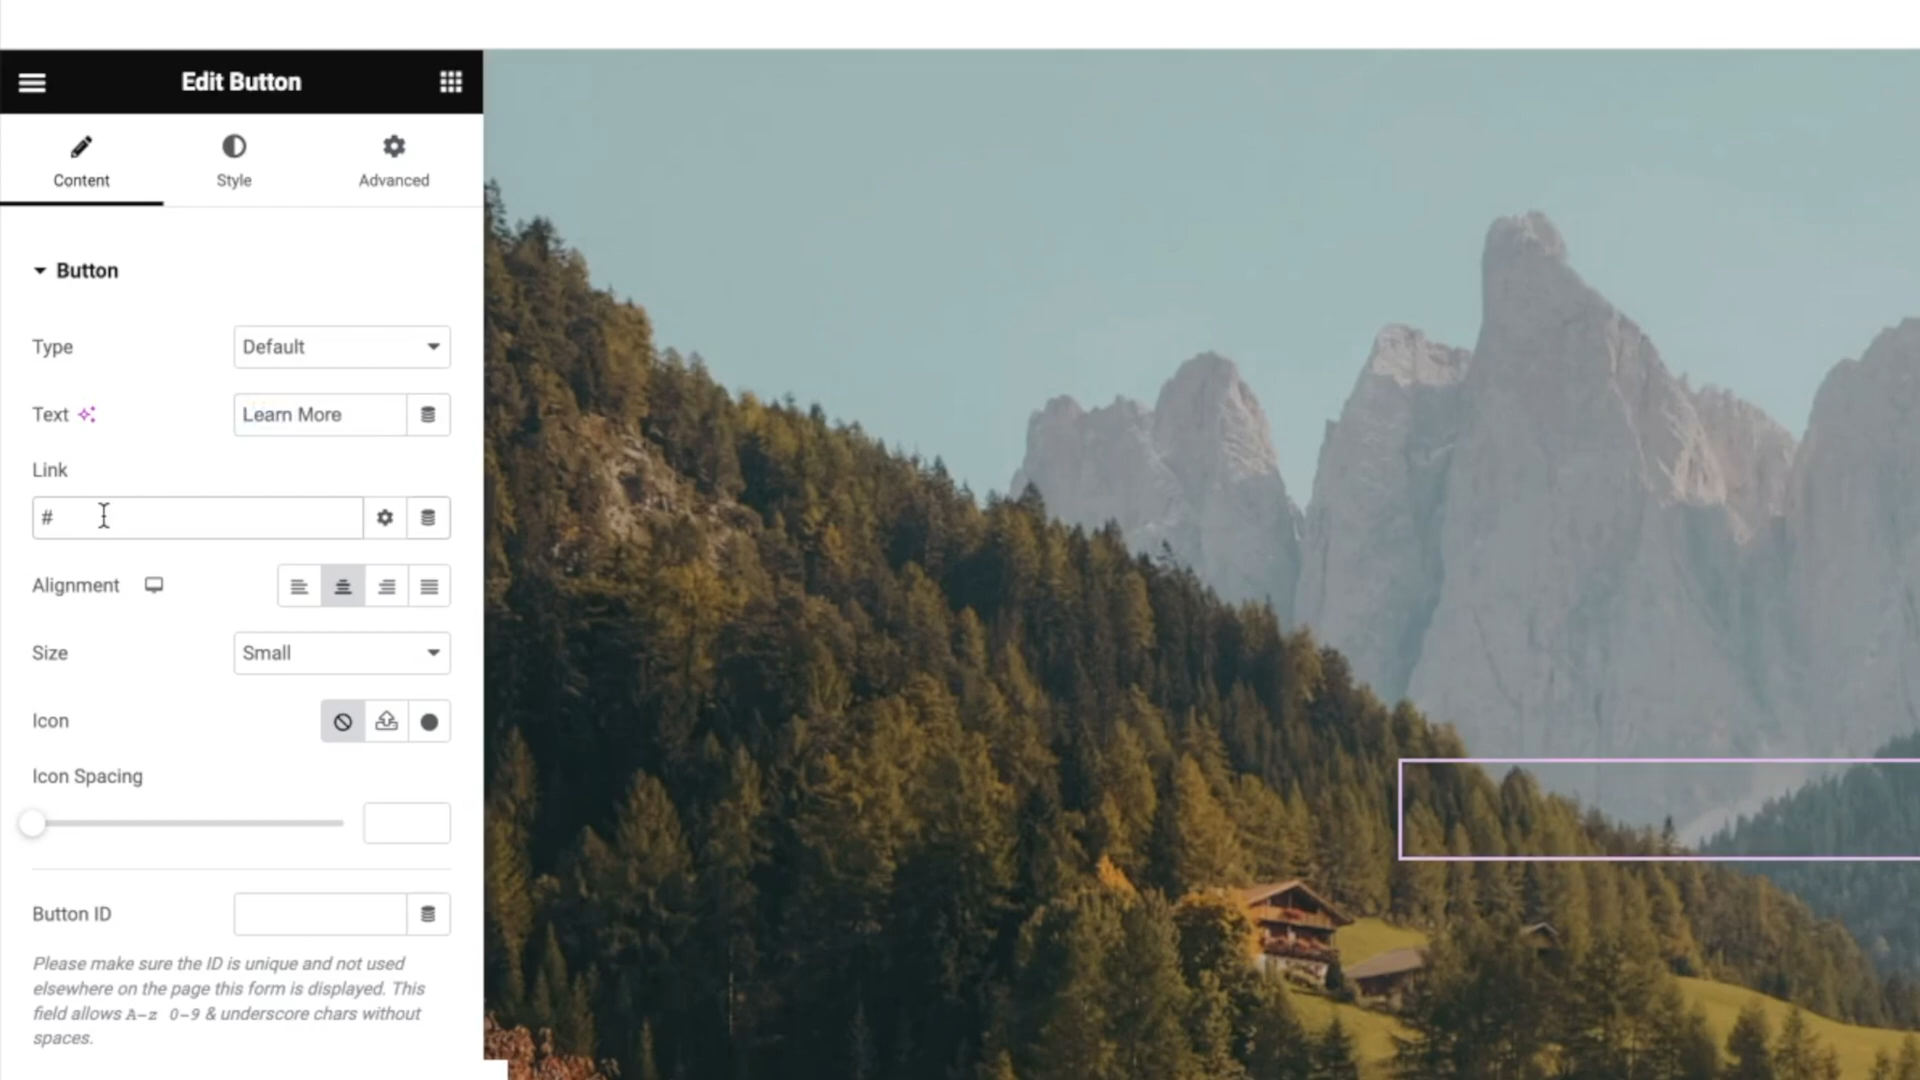 Edit Button
Content Style Advanced
Button
Type Default
Text Learn More
Link
#
Alignment
Size Small
Icon
Icon Spacing
Button ID
Please make sure the ID is unique and not used
elsewhere on the page this form is displayed. This
field allows A-z 0-9 & underscore chars without
spaces.